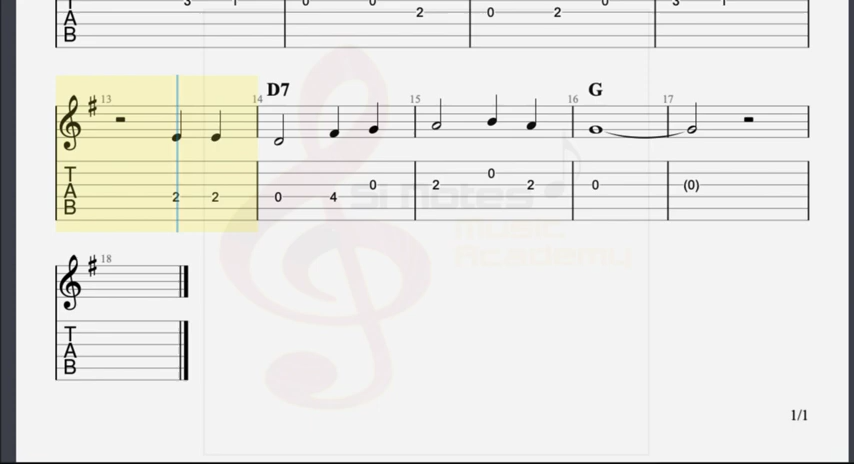 3 1 0 0 2 0 2 0 3 1
T
A
B
13 14 D7 15 16 G 17
2 2 0 4 0 2 0 2 0 (0)
T
A
B
Si Notes
Music
Academy
18
T
A
B
1/1